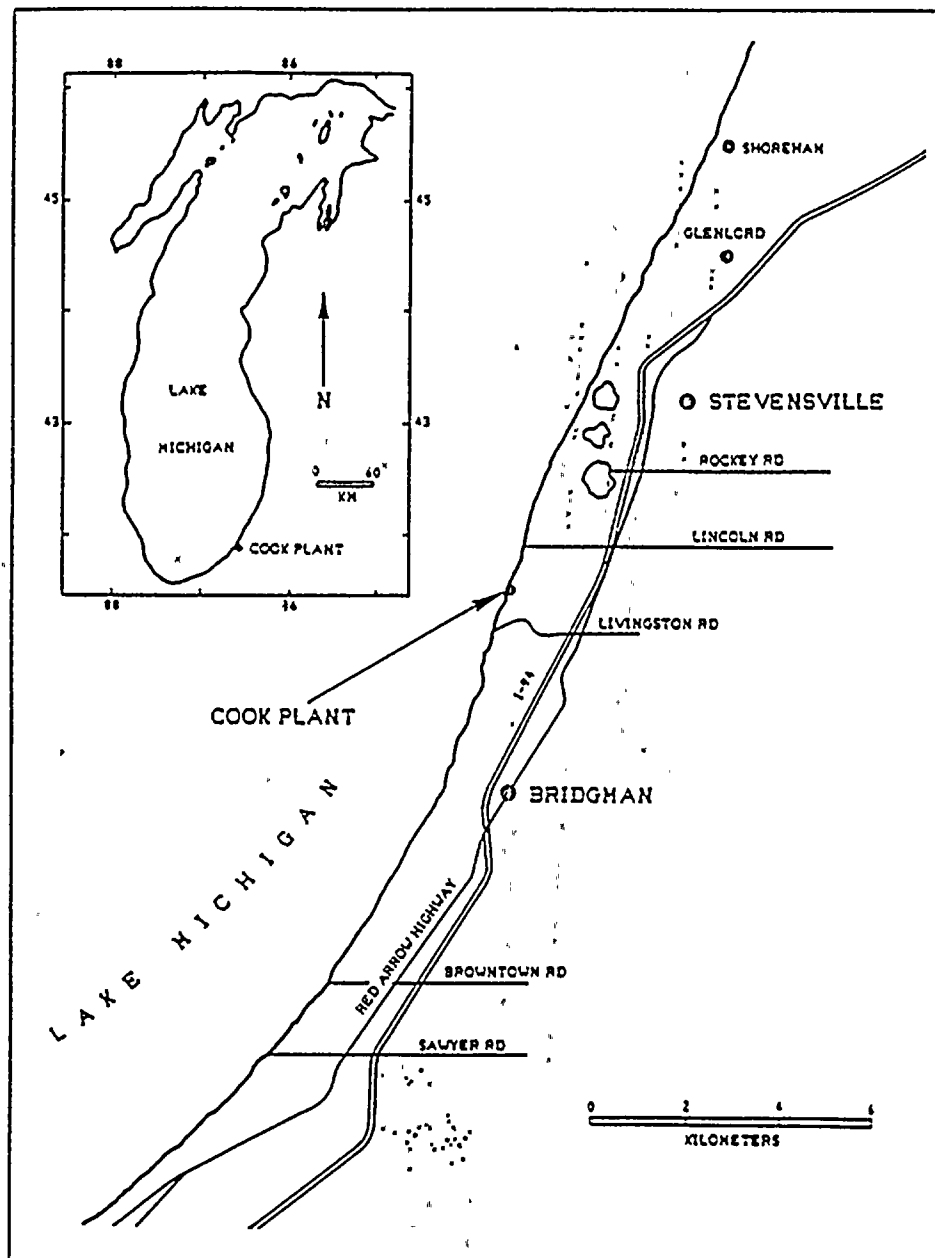 88
86
45
45
43
43
LAKE
MICHIGAN
N
0
60
KM
COOK PLANT
88
86
SHOREHAM
GLENLORD
STEVENSVILLE
ROCKEY RD
LINCOLN RD
LIVINGSTON RD
I-94
COOK PLANT
BRIDGMAN
LAKE MICHIGAN
RED ARROW HIGHWAY
BROWNTOWN RD
SAWYER RD
0 2 4 6
KILOMETERS